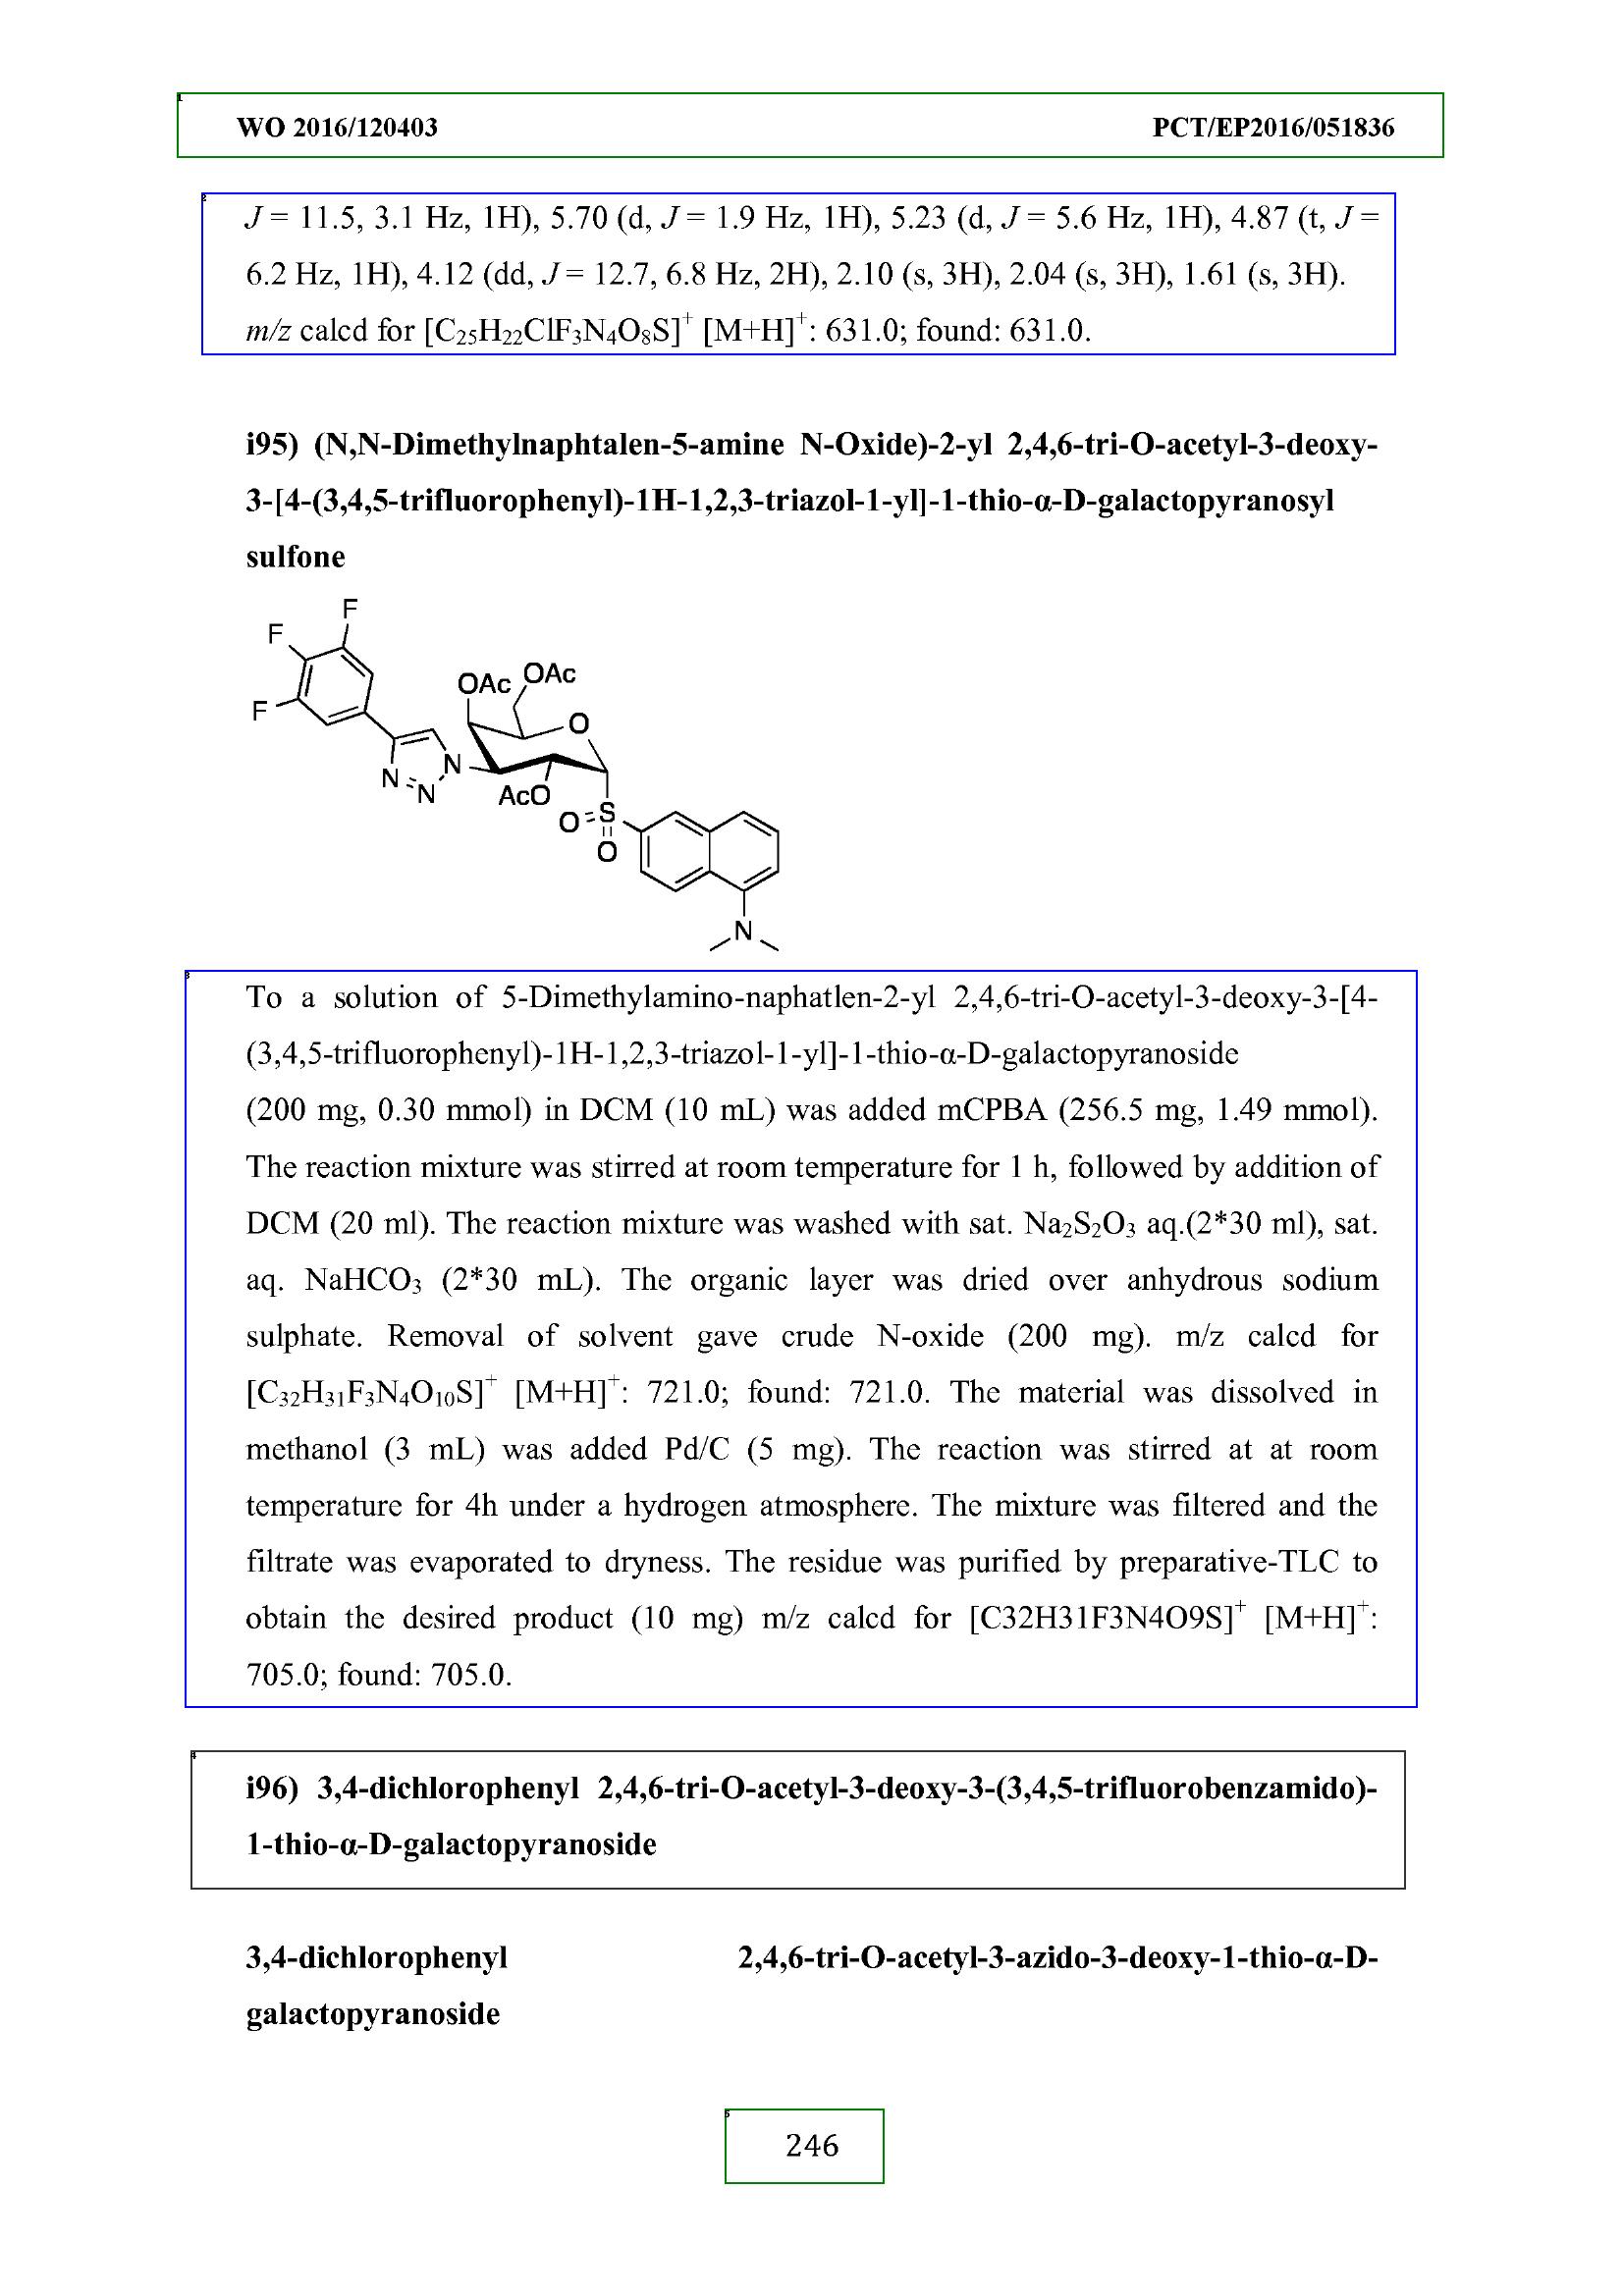 WO 2016/120403 PCT/EP2016/051836
J = 11.5, 3.1 Hz, 1H), 5.70 (d, J = 1.9 Hz, 1H), 5.23 (d, J = 5.6 Hz, 1H), 4.87 (t, J =
6.2 Hz, 1H), 4.12 (dd, J = 12.7, 6.8 Hz, 2H), 2.10 (s, 3H), 2.04 (s, 3H), 1.61 (s, 3H).
m/z calcd for [C₂₅H₂₂ClF₃N₄O₈S]⁺ [M+H]⁺: 631.0; found: 631.0.
i95) (N,N-Dimethylnaphtalen-5-amine N-Oxide)-2-yl 2,4,6-tri-O-acetyl-3-deoxy-
3-[4-(3,4,5-trifluorophenyl)-1H-1,2,3-triazol-1-yl]-1-thio-α-D-galactopyranosyl
sulfone
F
F
F
OAc
OAc
O
N
N
N
AcO
O
S
O
N
To a solution of 5-Dimethylamino-naphatlen-2-yl 2,4,6-tri-O-acetyl-3-deoxy-3-[4-
(3,4,5-trifluorophenyl)-1H-1,2,3-triazol-1-yl]-1-thio-α-D-galactopyranoside
(200 mg, 0.30 mmol) in DCM (10 mL) was added mCPBA (256.5 mg, 1.49 mmol).
The reaction mixture was stirred at room temperature for 1 h, followed by addition of
DCM (20 ml). The reaction mixture was washed with sat. Na₂S₂O₃ aq.(2*30 ml), sat.
aq. NaHCO₃ (2*30 mL). The organic layer was dried over anhydrous sodium
sulphate. Removal of solvent gave crude N-oxide (200 mg). m/z calcd for
[C₃₂H₃₁F₃N₄O₁₀S]⁺ [M+H]⁺: 721.0; found: 721.0. The material was dissolved in
methanol (3 mL) was added Pd/C (5 mg). The reaction was stirred at at room
temperature for 4h under a hydrogen atmosphere. The mixture was filtered and the
filtrate was evaporated to dryness. The residue was purified by preparative-TLC to
obtain the desired product (10 mg) m/z calcd for [C32H31F3N4O9S]⁺ [M+H]⁺:
705.0; found: 705.0.
i96) 3,4-dichlorophenyl 2,4,6-tri-O-acetyl-3-deoxy-3-(3,4,5-trifluorobenzamido)-
1-thio-α-D-galactopyranoside
3,4-dichlorophenyl 2,4,6-tri-O-acetyl-3-azido-3-deoxy-1-thio-α-D-
galactopyranoside
246